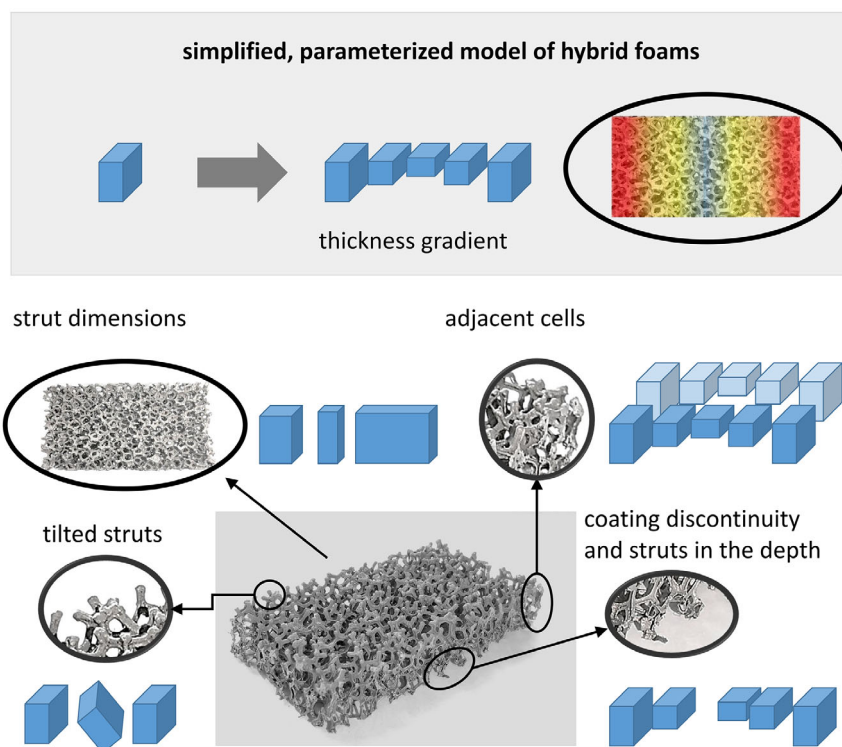 simplified, parameterized model of hybrid foams
thickness gradient
strut dimensions
adjacent cells
tilted struts
coating discontinuity
and struts in the depth